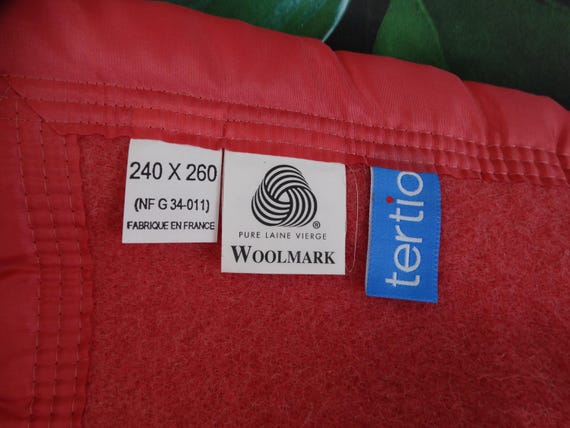 240 X 260
(NF G 34-011)
FABRIQUE EN FRANCE
®
PURE LAINE VIERGE
WOOLMARK
tertio